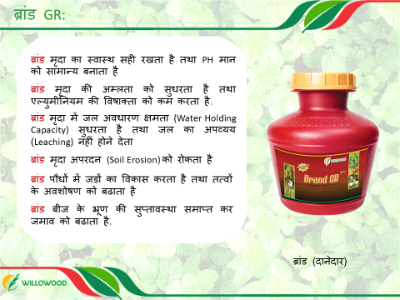 ब्रांड GR:
ब्रांड मृदा का स्वास्थ सही रखता है तथा PH मान
को सामान्य बनाता है
ब्रांड मृदा की अम्लता को सुधरता है तथा
एल्युमीनियम की विषाक्ता को कम करता है.
ब्रांड मृदा में जल अवधारण क्षमता (Water Holding
Capacity) सुधरता है तथा जल का अपव्यय
(Leaching) नहीं होने देता
ब्रांड मृदा अपरदन (Soil Erosion) को रोकता है
ब्रांड पौंधों में जड़ों का विकास करता है तथा तत्वों
के अवशोषण को बढाता है
ब्रांड बीज के भ्रूण की सुप्तावस्था समाप्त कर
जमाव को बढ़ाता है.
WILLOWOOD
Brand GR
ब्रांड (दानेदार)
WILLOWOOD